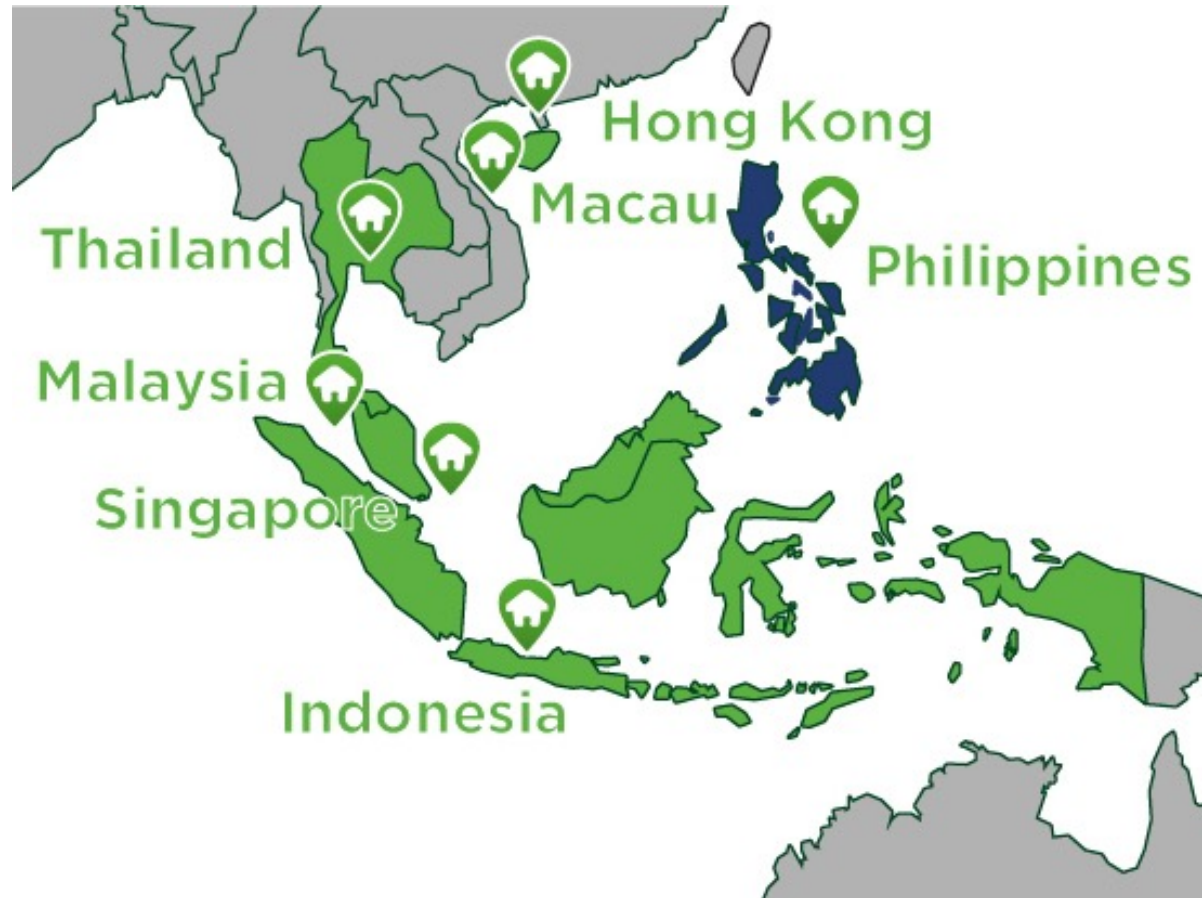 Hong Kong
Macau
Thailand
Philippines
Malaysia
Singapore
Indonesia